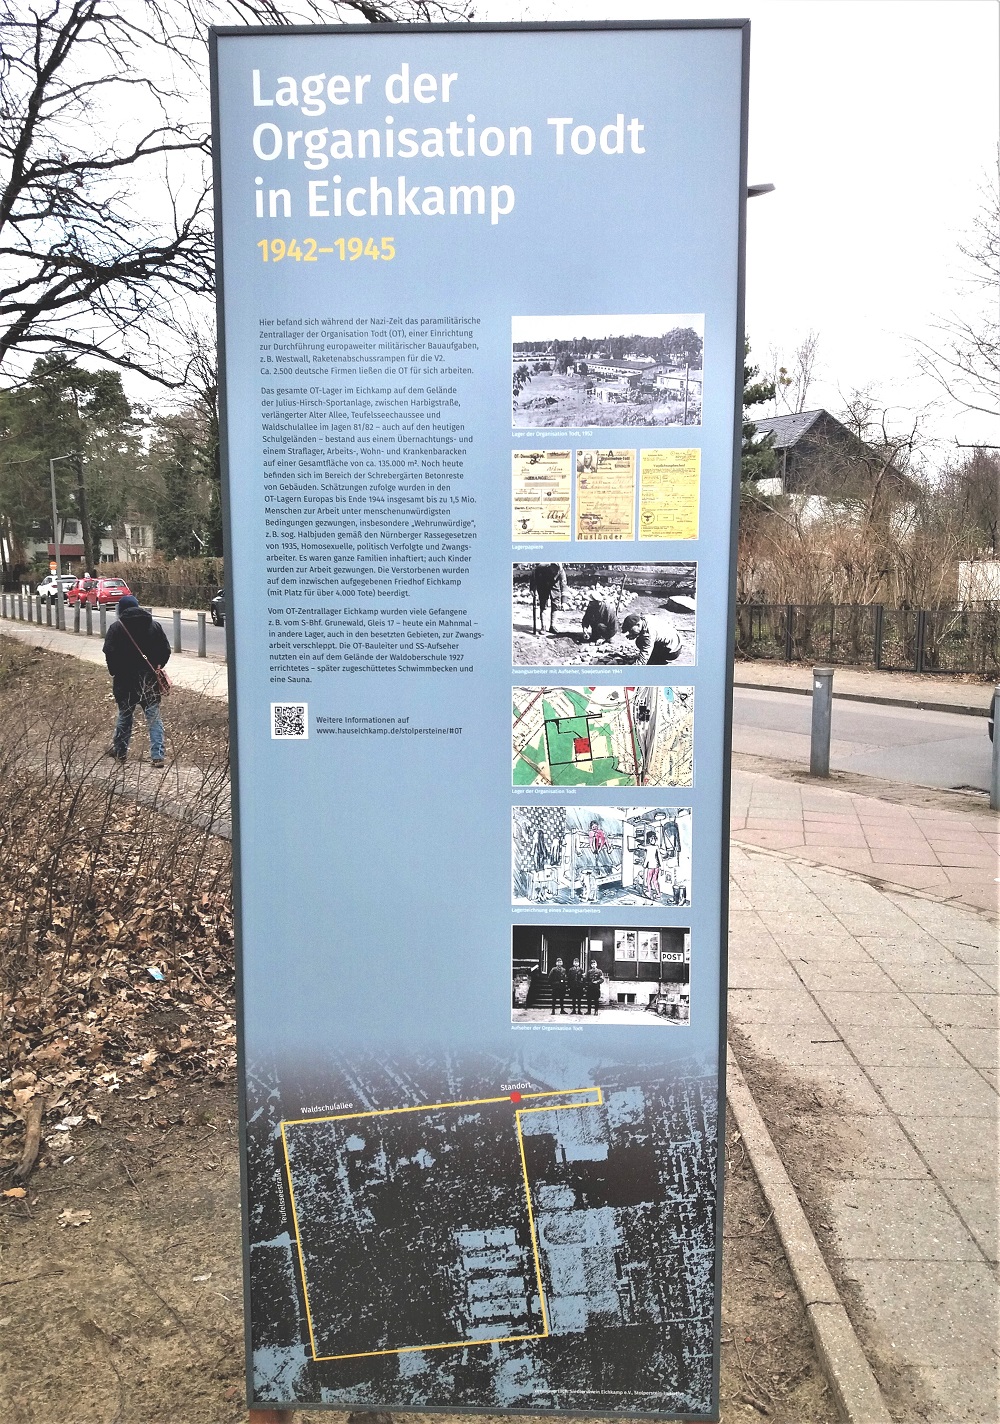 Lager der
Organisation Todt
in Eichkamp
1942–1945
Hier befand sich während der Nazi-Zeit das paramilitärische
Zentrallager der Organisation Todt (OT), einer Einrichtung
zur Durchführung europaweiter militärischer Bauaufgaben,
z. B. Westwall, Raketenabschussrampen für die V2.
Ca. 2.500 deutsche Firmen ließen die OT für sich arbeiten.
Das gesamte OT-Lager im Eichkamp auf dem Gelände
der Julius-Hirsch-Sportanlage, zwischen Harbigstraße,
verlängerter Alter Allee, Teufelsseechaussee und
Waldschulallee im Jagen 81/82 – auch auf den heutigen
Schulgeländen – bestand aus einem Übernachtungs- und
einem Straflager, Arbeits-, Wohn- und Krankenbaracken
auf einer Gesamtfläche von ca. 135.000 m². Noch heute
befinden sich im Bereich der Schrebergärten Betonreste
von Gebäuden. Schätzungen zufolge wurden in den
OT-Lagern Europas bis Ende 1944 insgesamt bis zu 1,5 Mio.
Menschen zur Arbeit unter menschenunwürdigsten
Bedingungen gezwungen, insbesondere „Wehrunwürdige“,
z. B. sog. Halbjuden gemäß den Nürnberger Rassegesetzen
von 1935, Homosexuelle, politisch Verfolgte und Zwangs-
arbeiter. Es waren ganze Familien inhaftiert; auch Kinder
wurden zur Arbeit gezwungen. Die Verstorbenen wurden
auf dem inzwischen aufgegebenen Friedhof Eichkamp
(mit Platz für über 4.000 Tote) beerdigt.
Vom OT-Zentrallager Eichkamp wurden viele Gefangene
z. B. vom S-Bhf. Grunewald, Gleis 17 – heute ein Mahnmal –
in andere Lager, auch in den besetzten Gebieten, zur Zwangs-
arbeit verschleppt. Die OT-Bauleiter und SS-Aufseher
nutzten ein auf dem Gelände der Waldoberschule 1927
errichtetes – später zugeschüttetes Schwimmbecken und
eine Sauna.
Weitere Informationen auf
www.hauseichkamp.de/stolpersteine/#OT
Lager der Organisation Todt, 1952
Lagerpapiere
Ausländer
Zwangsarbeiter mit Aufseher, Sowjetunion 1941
Lager der Organisation Todt
Lagerzeichnung eines Zwangsarbeiters
POST
Aufseher der Organisation Todt
Standort
Waldschulallee
Teufelsseestraße
Siedlerverein Eichkamp e.V., Stolperstein